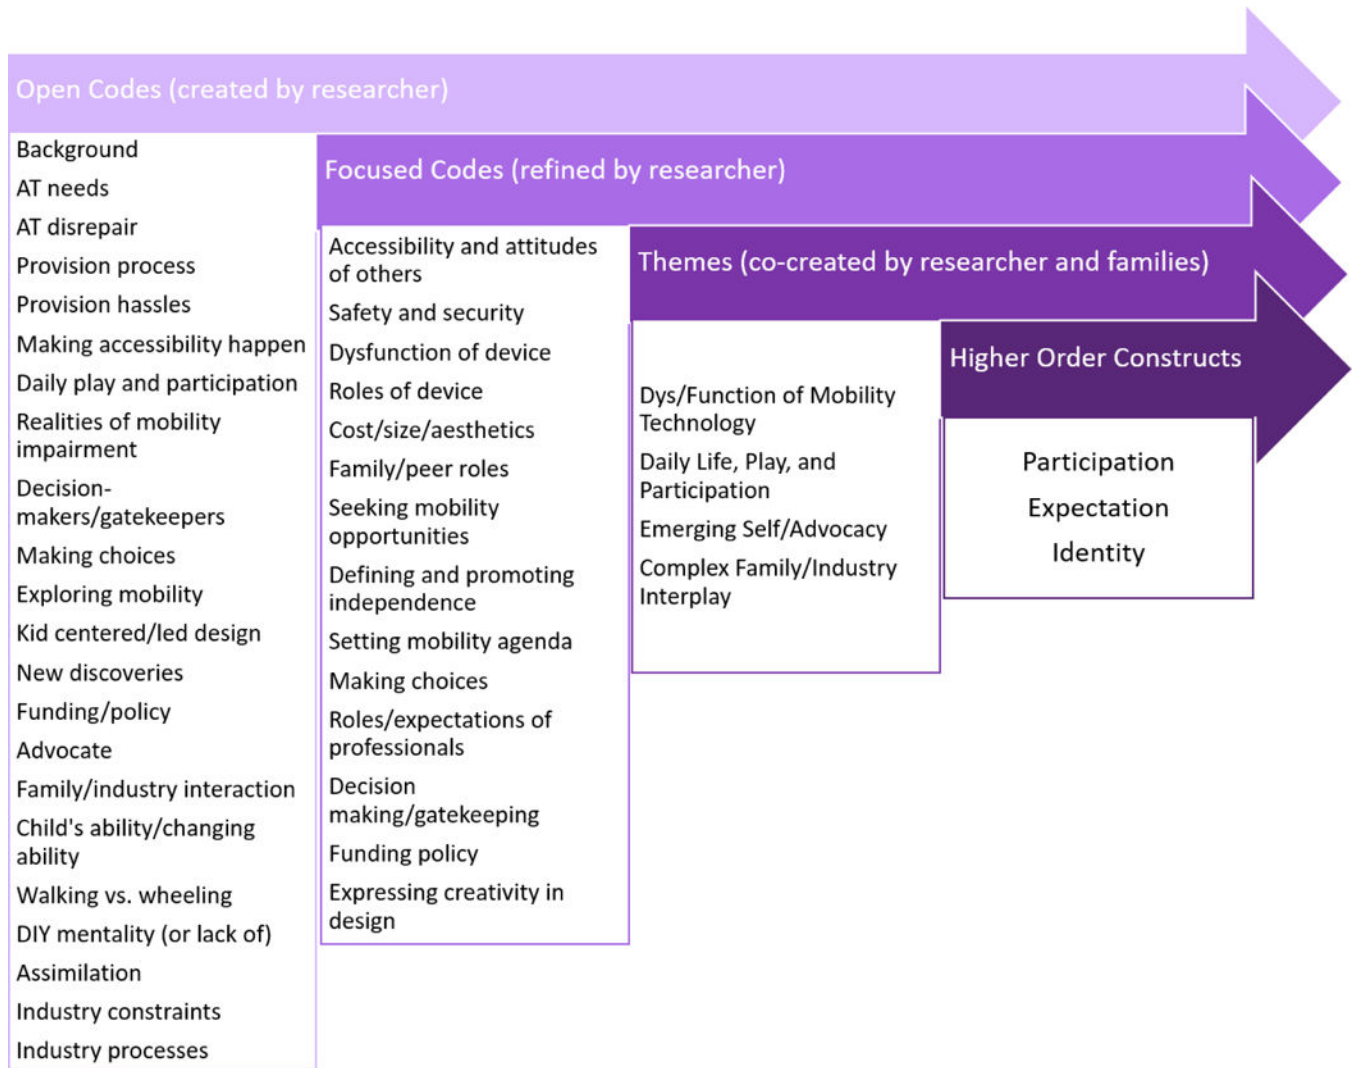 Open Codes (created by researcher)
Background
AT needs
AT disrepair
Provision process
Provision hassles
Making accessibility happen
Daily play and participation
Realities of mobility
impairment
Decision-
makers/gatekeepers
Making choices
Exploring mobility
Kid centered/led design
New discoveries
Funding/policy
Advocate
Family/industry interaction
Child's ability/changing
ability
Walking vs. wheeling
DIY mentality (or lack of)
Assimilation
Industry constraints
Industry processes
Focused Codes (refined by researcher)
Accessibility and attitudes
of others
Safety and security
Dysfunction of device
Roles of device
Cost/size/aesthetics
Family/peer roles
Seeking mobility
opportunities
Defining and promoting
independence
Setting mobility agenda
Making choices
Roles/expectations of
professionals
Decision
making/gatekeeping
Funding policy
Expressing creativity in
design
Themes (co-created by researcher and families)
Dys/Function of Mobility
Technology
Daily Life, Play, and
Participation
Emerging Self/Advocacy
Complex Family/Industry
Interplay
Higher Order Constructs
Participation
Expectation
Identity